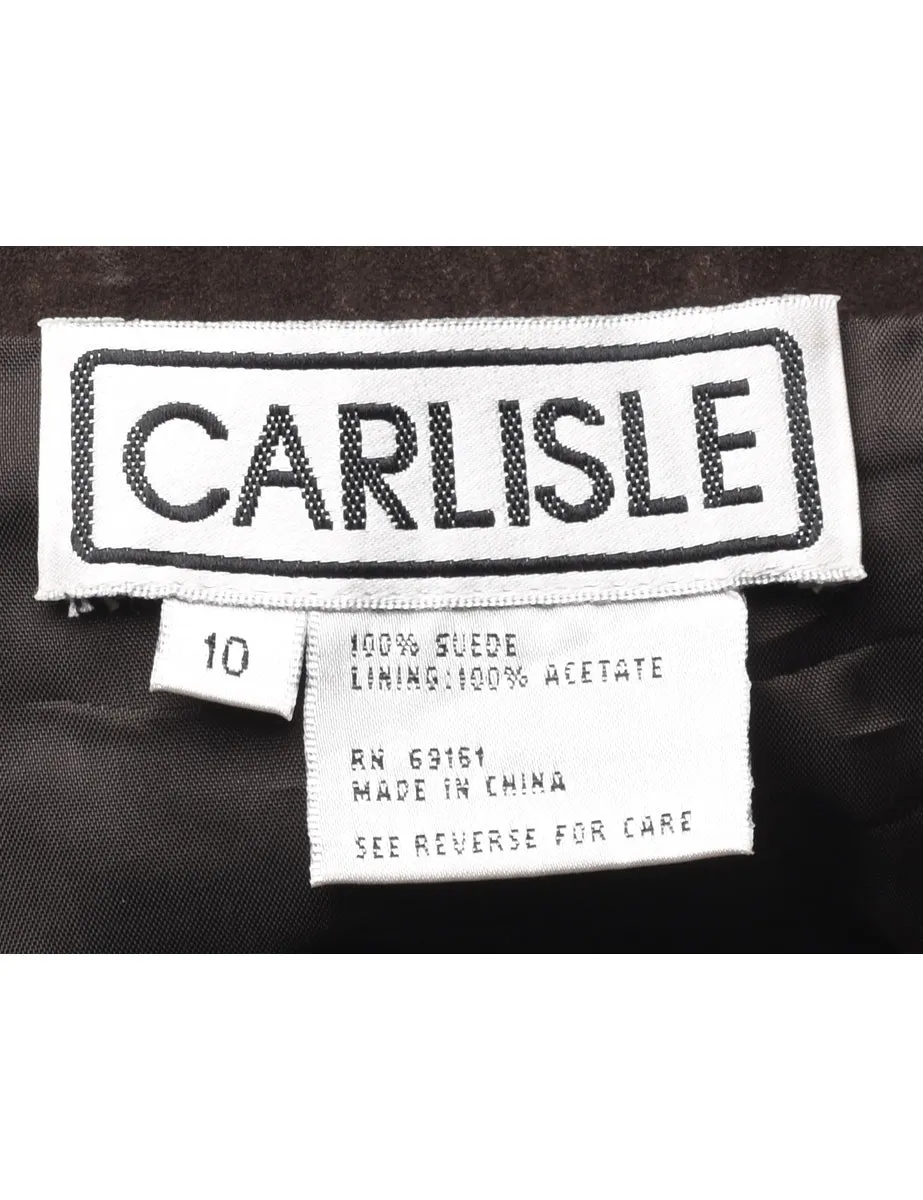 CARLISLE
10
100% SUEDE
LINING:100% ACETATE
RN 69161
MADE IN CHINA
SEE REVERSE FOR CARE